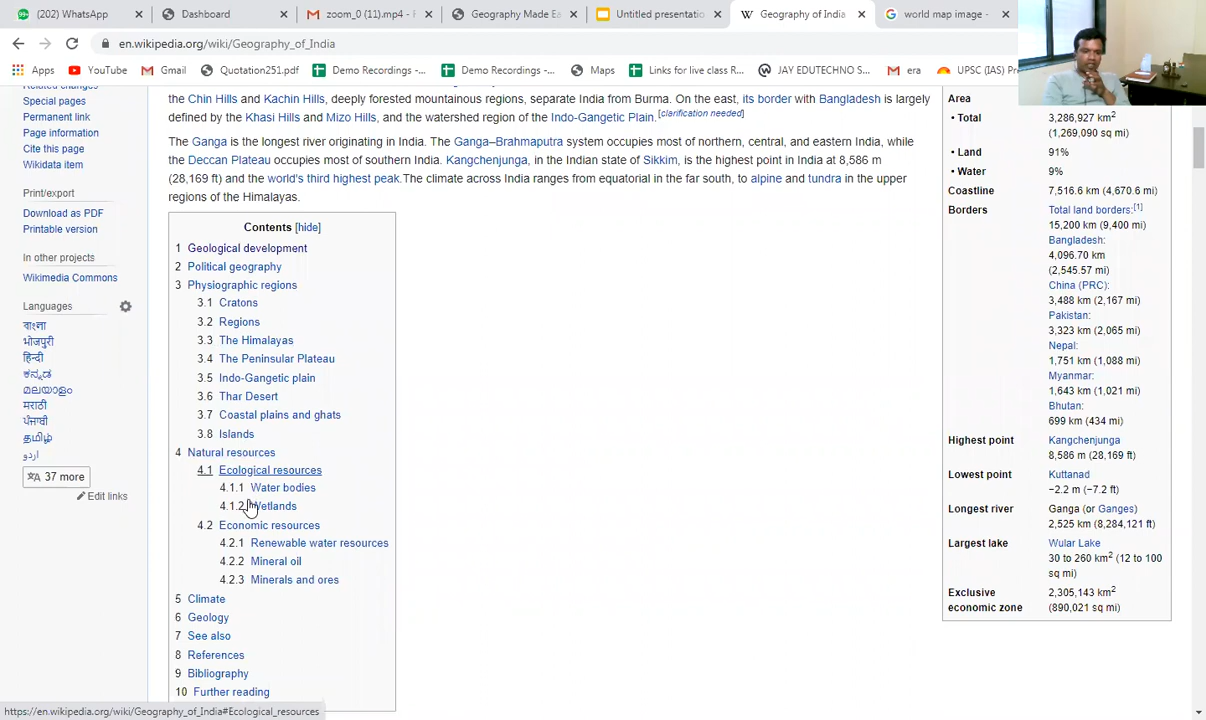 (202) WhatsApp
Dashboard
zoom_0 (11).mp4 -
Geography Made Ea
Untitled presentatio
Geography of India
world map image -
en.wikipedia.org/wiki/Geography_of_India
Apps
YouTube
Gmail
Quotation251.pdf
Demo Recordings -...
Demo Recordings -...
Maps
Links for live class R...
JAY EDUTECHNO S...
era
UPSC (IAS) Pre
Related changes
Special pages
Permanent link
Page information
Cite this page
Wikidata item
Print/export
Download as PDF
Printable version
In other projects
Wikimedia Commons
Languages
বাংলা
भोजपुरी
हिन्दी
ಕನ್ನಡ
മലയാളം
मराठी
ਪੰਜਾਬੀ
தமிழ்
اردو
37 more
Edit links
the Chin Hills and Kachin Hills, deeply forested mountainous regions, separate India from Burma. On the east, its border with Bangladesh is largely
defined by the Khasi Hills and Mizo Hills, and the watershed region of the Indo-Gangetic Plain.[clarification needed]
The Ganga is the longest river originating in India. The Ganga–Brahmaputra system occupies most of northern, central, and eastern India, while
the Deccan Plateau occupies most of southern India. Kangchenjunga, in the Indian state of Sikkim, is the highest point in India at 8,586 m
(28,169 ft) and the world's third highest peak.The climate across India ranges from equatorial in the far south, to alpine and tundra in the upper
regions of the Himalayas.
Contents [hide]
1 Geological development
2 Political geography
3 Physiographic regions
3.1 Cratons
3.2 Regions
3.3 The Himalayas
3.4 The Peninsular Plateau
3.5 Indo-Gangetic plain
3.6 Thar Desert
3.7 Coastal plains and ghats
3.8 Islands
4 Natural resources
4.1 Ecological resources
4.1.1 Water bodies
4.1.2 Wetlands
4.2 Economic resources
4.2.1 Renewable water resources
4.2.2 Mineral oil
4.2.3 Minerals and ores
5 Climate
6 Geology
7 See also
8 References
9 Bibliography
10 Further reading
Area
• Total 3,286,927 km2
(1,269,090 sq mi)
• Land 91%
• Water 9%
Coastline 7,516.6 km (4,670.6 mi)
Borders Total land borders:[1]
15,200 km (9,400 mi)
Bangladesh:
4,096.70 km
(2,545.57 mi)
China (PRC):
3,488 km (2,167 mi)
Pakistan:
3,323 km (2,065 mi)
Nepal:
1,751 km (1,088 mi)
Myanmar:
1,643 km (1,021 mi)
Bhutan:
699 km (434 mi)
Highest point Kangchenjunga
8,586 m (28,169 ft)
Lowest point Kuttanad
−2.2 m (−7.2 ft)
Longest river Ganga (or Ganges)
2,525 km (8,284,121 ft)
Largest lake Wular Lake
30 to 260 km2 (12 to 100
sq mi)
Exclusive 2,305,143 km2
economic zone (890,021 sq mi)
https://en.wikipedia.org/wiki/Geography_of_India#Ecological_resources